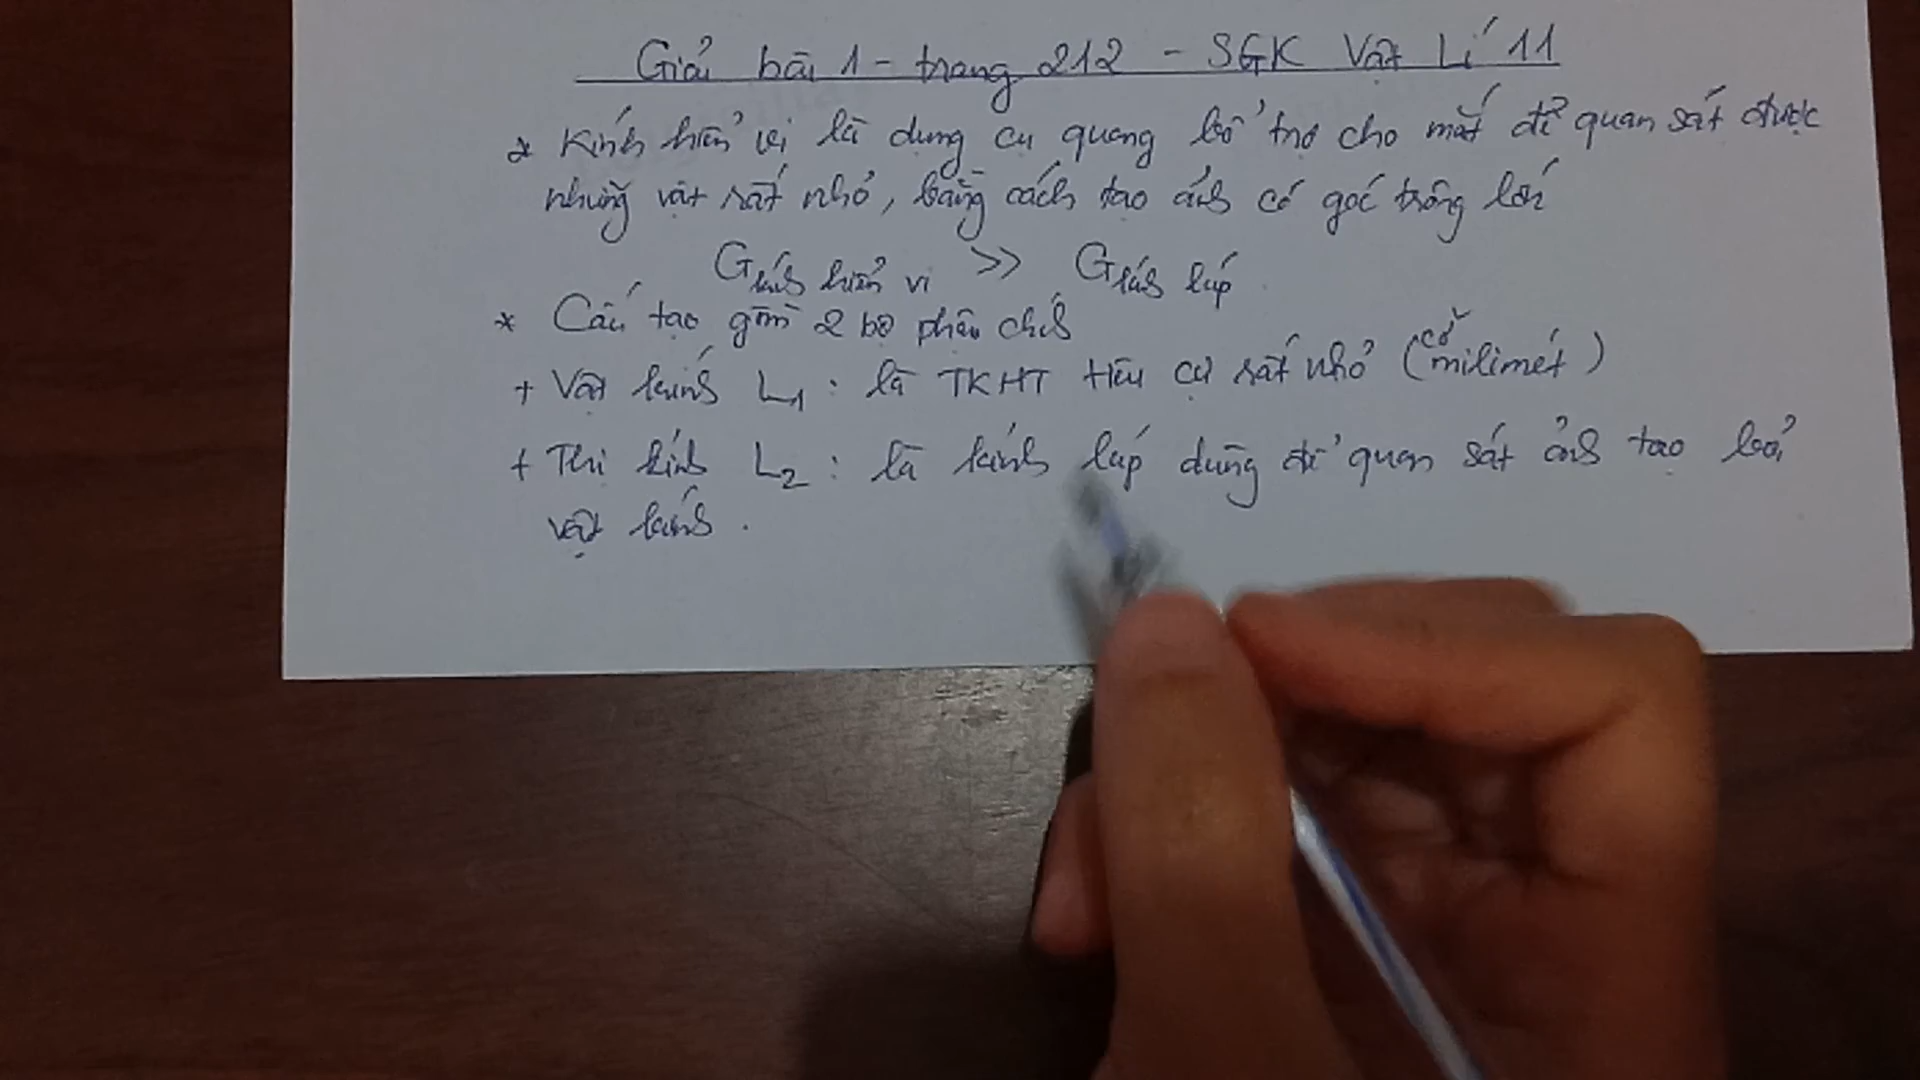 Giải bài 1 - trang 212 - SGK Vật Lí 11
* Kính hiển vi là dụng cụ quang bổ trợ cho mắt để quan sát được
những vật rất nhỏ, bằng cách tạo ảnh có góc trông lớn
G kính hiển vi >> G kính lúp
* Cấu tạo gồm 2 bộ phận chính
+ Vật kính L1 : là TKHT tiêu cự rất nhỏ (cỡ milimét)
+ Thị kính L2 : là kính lúp dùng để quan sát ảnh tạo bởi
vật kính.